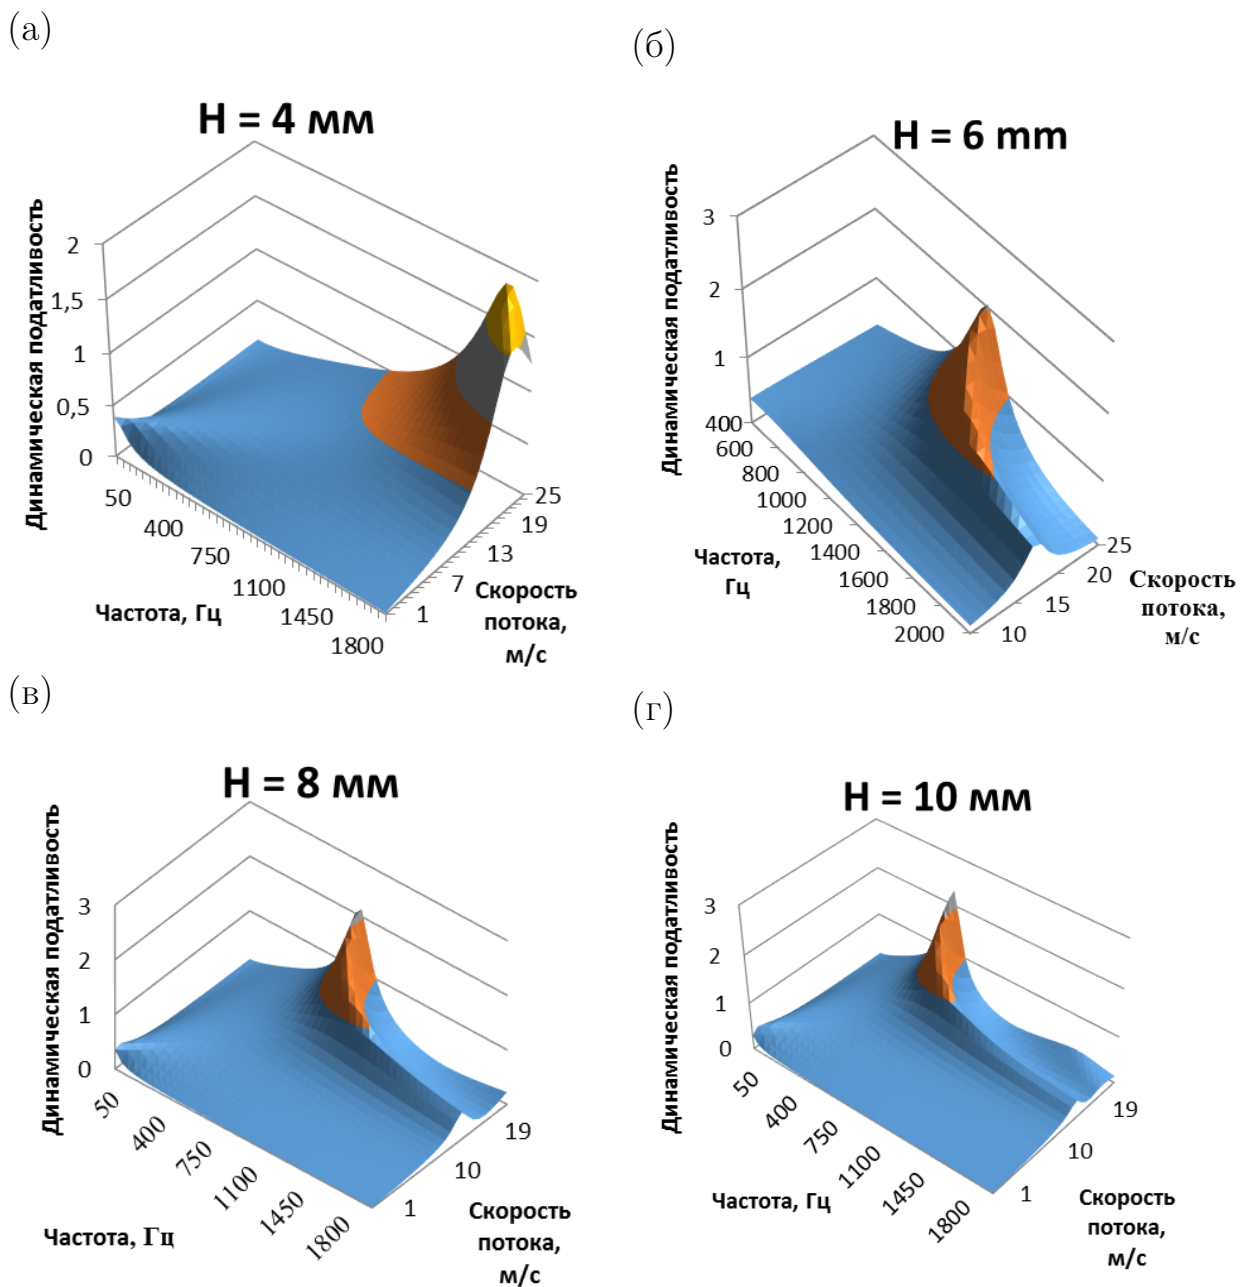 (а)
H = 4 мм
Динамическая податливость
2
1,5
1
0,5
0
50
400
750
1100
1450
1800
Частота, Гц
25
19
13
7
1
Скорость
потока,
м/с
(б)
H = 6 mm
Динамическая податливость
3
2
1
400
600
800
1000
1200
1400
1600
1800
2000
Частота,
Гц
25
20
15
10
Скорость
потока,
м/с
(в)
H = 8 мм
Динамическая податливость
3
2
1
0
50
400
750
1100
1450
1800
Частота, Гц
19
10
1
Скорость
потока,
м/с
(г)
H = 10 мм
Динамическая податливость
3
2
1
0
50
400
750
1100
1450
1800
Частота, Гц
19
10
1
Скорость
потока,
м/с